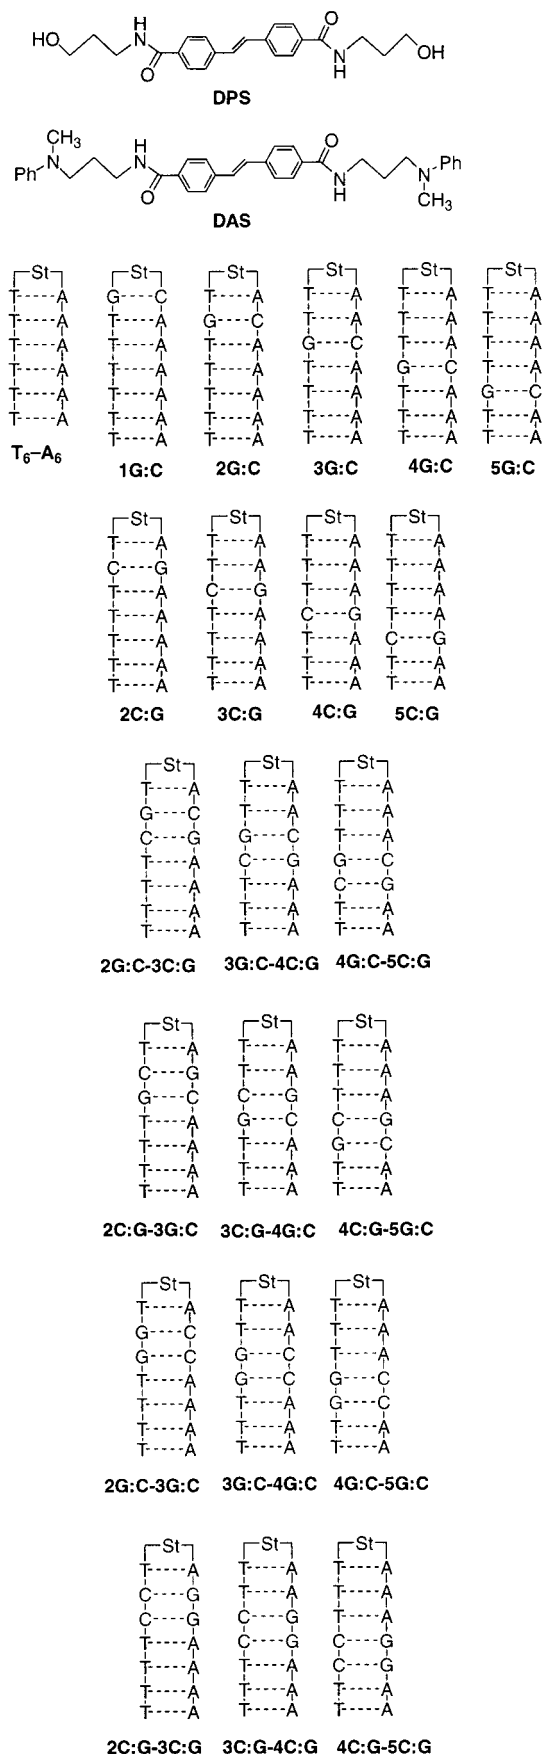 CH₃
H
N
O
HO
O
N
H
OH
DPS
CH₃
H
N
O
N
Ph
O
N
H
N
Ph
CH₃
DAS
St St St St St St
T A G C T A T A T A T A
T A T A G C T A T A T A
T A T A T A G C T A T A
T A T A T A T A G C T A
T A T A T A T A T A G C
T A T A T A T A T A T A
T A T A T A T A T A
T₆–A₆ 1G:C 2G:C 3G:C 4G:C 5G:C
St St St St
T A T A T A T A
C G T A T A T A
T A C G T A T A
T A T A C G T A
T A T A T A C G
T A T A T A T A
T A T A T A T A
2C:G 3C:G 4C:G 5C:G
St St St
T A T A T A
G C T A T A
C G G C T A
T A C G G C
T A T A C G
T A T A T A
T A T A T A
2G:C-3C:G 3G:C-4C:G 4G:C-5C:G
St St St
T A T A T A
C G T A T A
G C C G T A
T A G C C G
T A T A G C
T A T A T A
T A T A T A
2C:G-3G:C 3C:G-4G:C 4C:G-5G:C
St St St
T A T A T A
G C T A T A
G C G C T A
T A G C G C
T A T A G C
T A T A T A
T A T A T A
2G:C-3G:C 3G:C-4G:C 4G:C-5G:C
St St St
T A T A T A
C G T A T A
C G C G T A
T A C G C G
T A T A C G
T A T A T A
T A T A T A
2C:G-3C:G 3C:G-4C:G 4C:G-5C:G